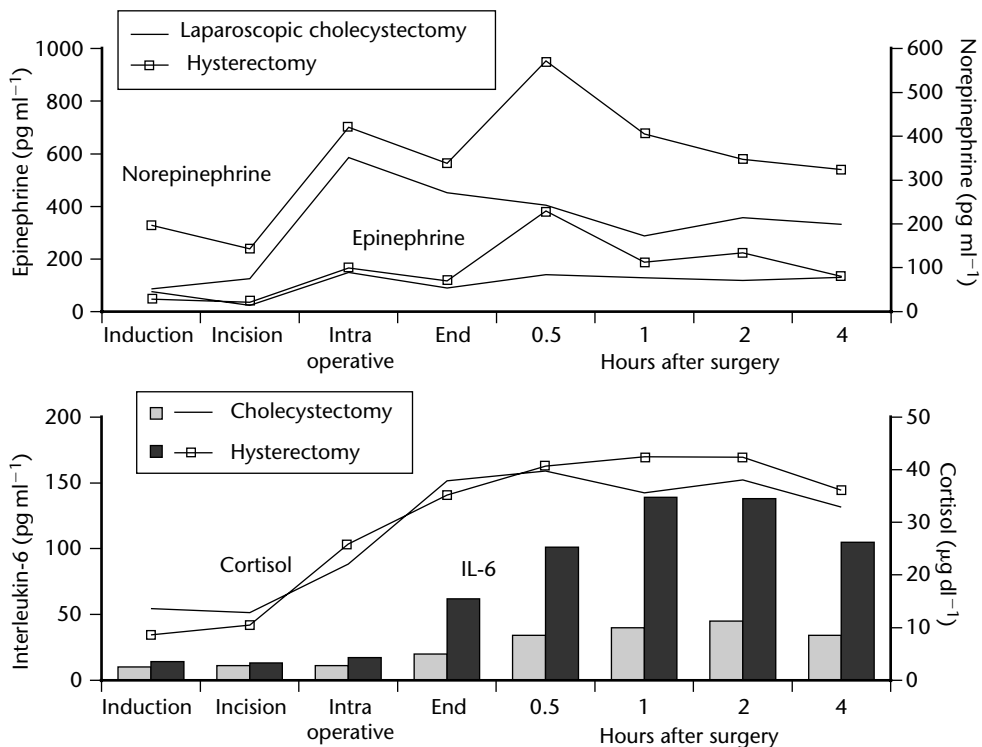 Laparoscopic cholecystectomy
Hysterectomy
Epinephrine (pg ml−1)
1000
800
600
400
200
0
Norepinephrine (pg ml−1)
600
500
400
300
200
100
0
Norepinephrine
Epinephrine
Induction Incision Intra operative End 0.5 1 2 4
Hours after surgery
Cholecystectomy
Hysterectomy
Interleukin-6 (pg ml−1)
200
150
100
50
0
Cortisol (µg dl−1)
50
40
30
20
10
0
Cortisol
IL-6
Induction Incision Intra operative End 0.5 1 2 4
Hours after surgery